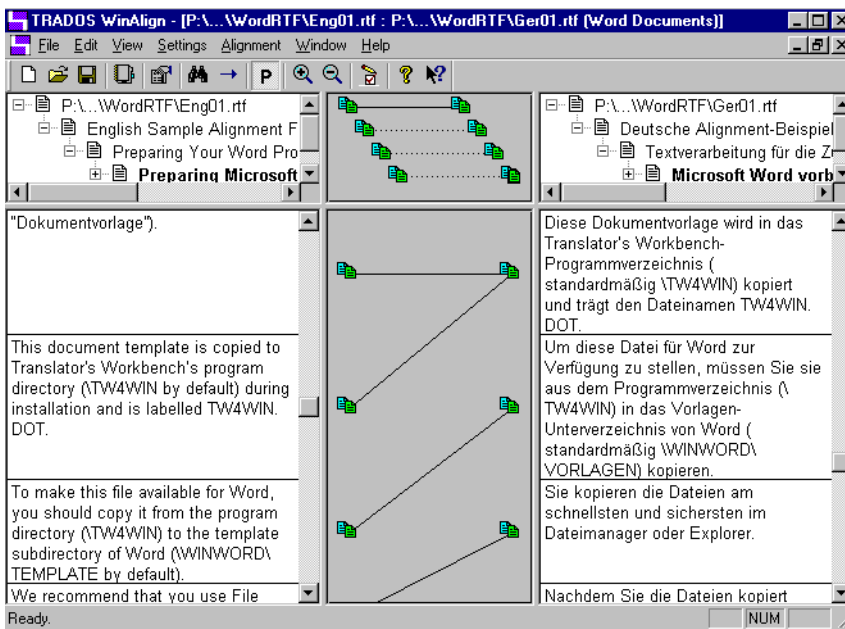 TRADOS WinAlign - [P:\...\WordRTF\Eng01.rtf : P:\...\WordRTF\Ger01.rtf (Word Documents)]
File Edit View Settings Alignment Window Help
P
P:\...\WordRTF\Eng01.rtf
English Sample Alignment F
Preparing Your Word Pro
Preparing Microsoft
P:\...\WordRTF\Ger01.rtf
Deutsche Alignment-Beispiel
Textverarbeitung für die Z
Microsoft Word vorb
"Dokumentvorlage").
This document template is copied to
Translator's Workbench's program
directory (\TW4WIN by default) during
installation and is labelled TW4WIN.
DOT.
To make this file available for Word,
you should copy it from the program
directory (\TW4WIN) to the template
subdirectory of Word (\WINWORD\
TEMPLATE by default).
We recommend that you use File
Diese Dokumentvorlage wird in das
Translator's Workbench-
Programmverzeichnis (
standardmäßig \TW4WIN) kopiert
und trägt den Dateinamen TW4WIN.
DOT.
Um diese Datei für Word zur
Verfügung zu stellen, müssen Sie sie
aus dem Programmverzeichnis (\
TW4WIN) in das Vorlagen-
Unterverzeichnis von Word (
standardmäßig \WINWORD\
VORLAGEN) kopieren.
Sie kopieren die Dateien am
schnellsten und sichersten im
Dateimanager oder Explorer.
Nachdem Sie die Dateien kopiert
Ready.
NUM